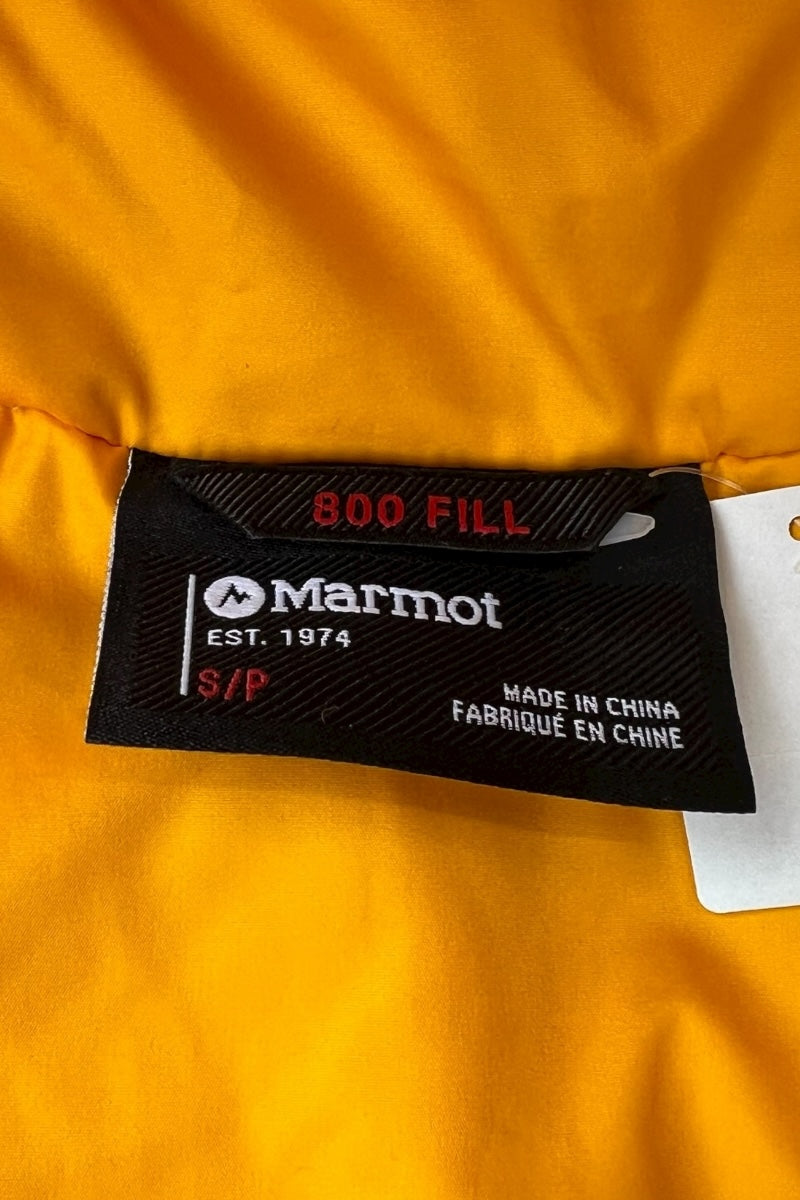 800 FILL
Marmot
EST. 1974
S/P
MADE IN CHINA
FABRIQUÉ EN CHINE